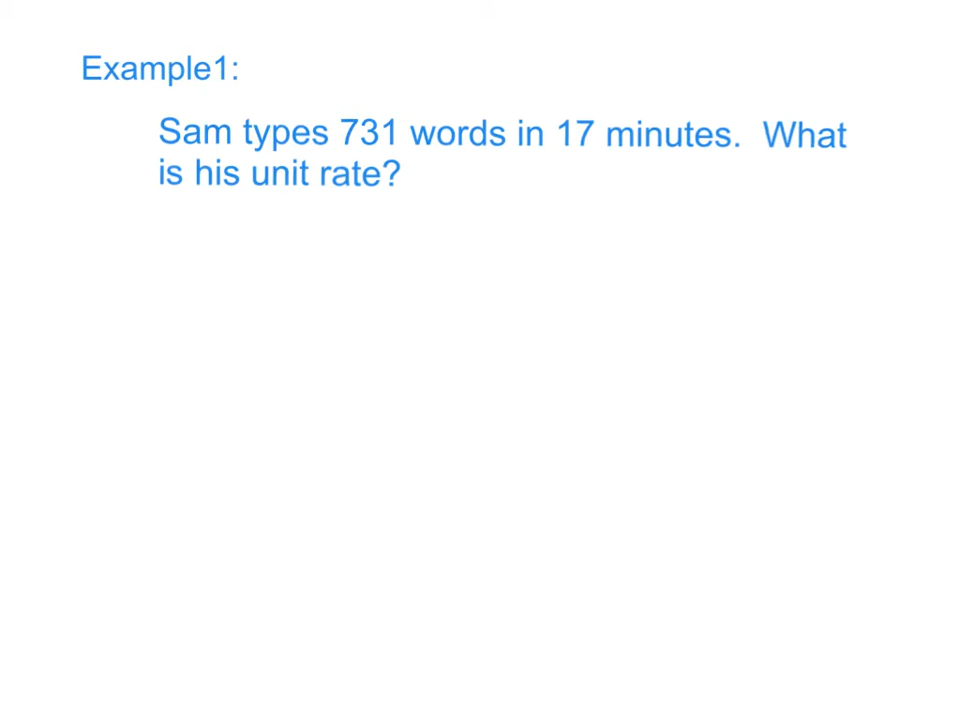 Example1:
Sam types 731 words in 17 minutes.  What
is his unit rate?